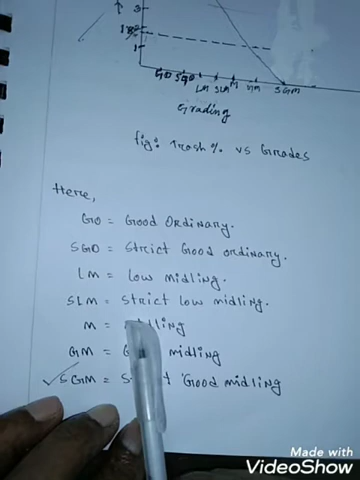 3
1
GO SGO LM SLM M GM SGM
Grading
fig: Trash % vs Grades
Here,
GO = Good Ordinary.
SGO = Strict Good ordinary.
LM = Low midling.
SLM = Strict low midling.
M =
GM = midling
SGM = Good midling
Made with
VideoShow